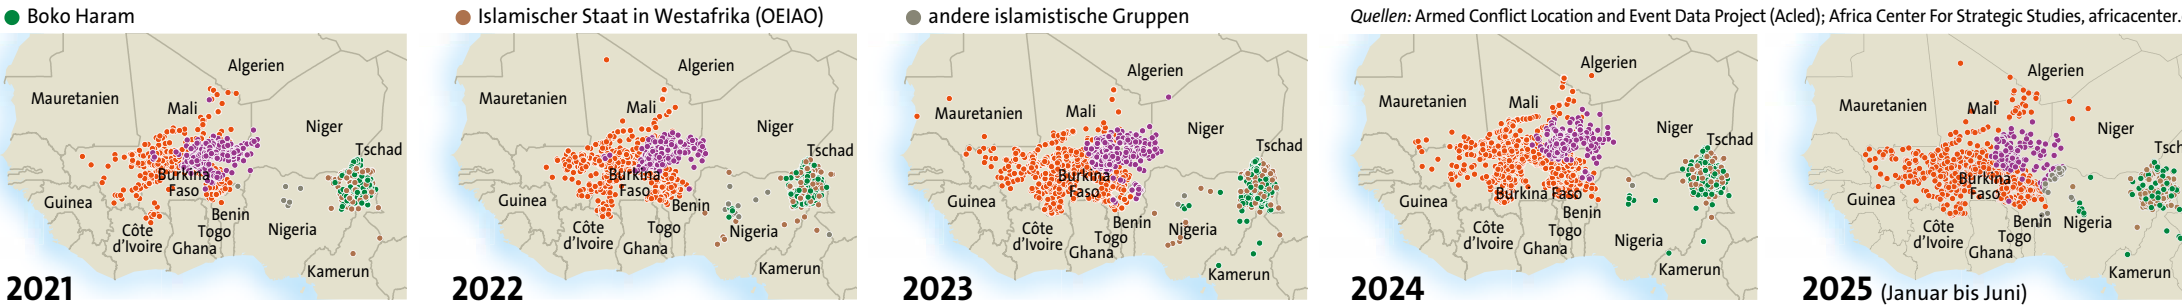 Boko Haram
Islamischer Staat in Westafrika (OEIAO)
andere islamistische Gruppen
Quellen: Armed Conflict Location and Event Data Project (Acled); Africa Center For Strategic Studies, africacenter.
Algerien
Mauretanien
Mali
Niger
Tschad
Burkina
Faso
Guinea
Benin
Côte
d’Ivoire
Togo
Ghana
Nigeria
Kamerun
2021
Algerien
Mauretanien
Mali
Niger
Tschad
Burkina
Faso
Guinea
Benin
Côte
d’Ivoire
Togo
Ghana
Nigeria
Kamerun
2022
Algerien
Mauretanien
Mali
Niger
Tschad
Burkina
Faso
Guinea
Benin
Côte
d’Ivoire
Togo
Ghana
Nigeria
Kamerun
2023
Algerien
Mauretanien
Mali
Niger
Tschad
Burkina Faso
Guinea
Benin
Côte
d’Ivoire
Togo
Ghana
Nigeria
Kamerun
2024
Algerien
Mauretanien
Mali
Niger
Tsch
Burkina
Faso
Guinea
Benin
Côte
d’Ivoire
Togo
Ghana
Nigeria
Kamerun
2025 (Januar bis Juni)